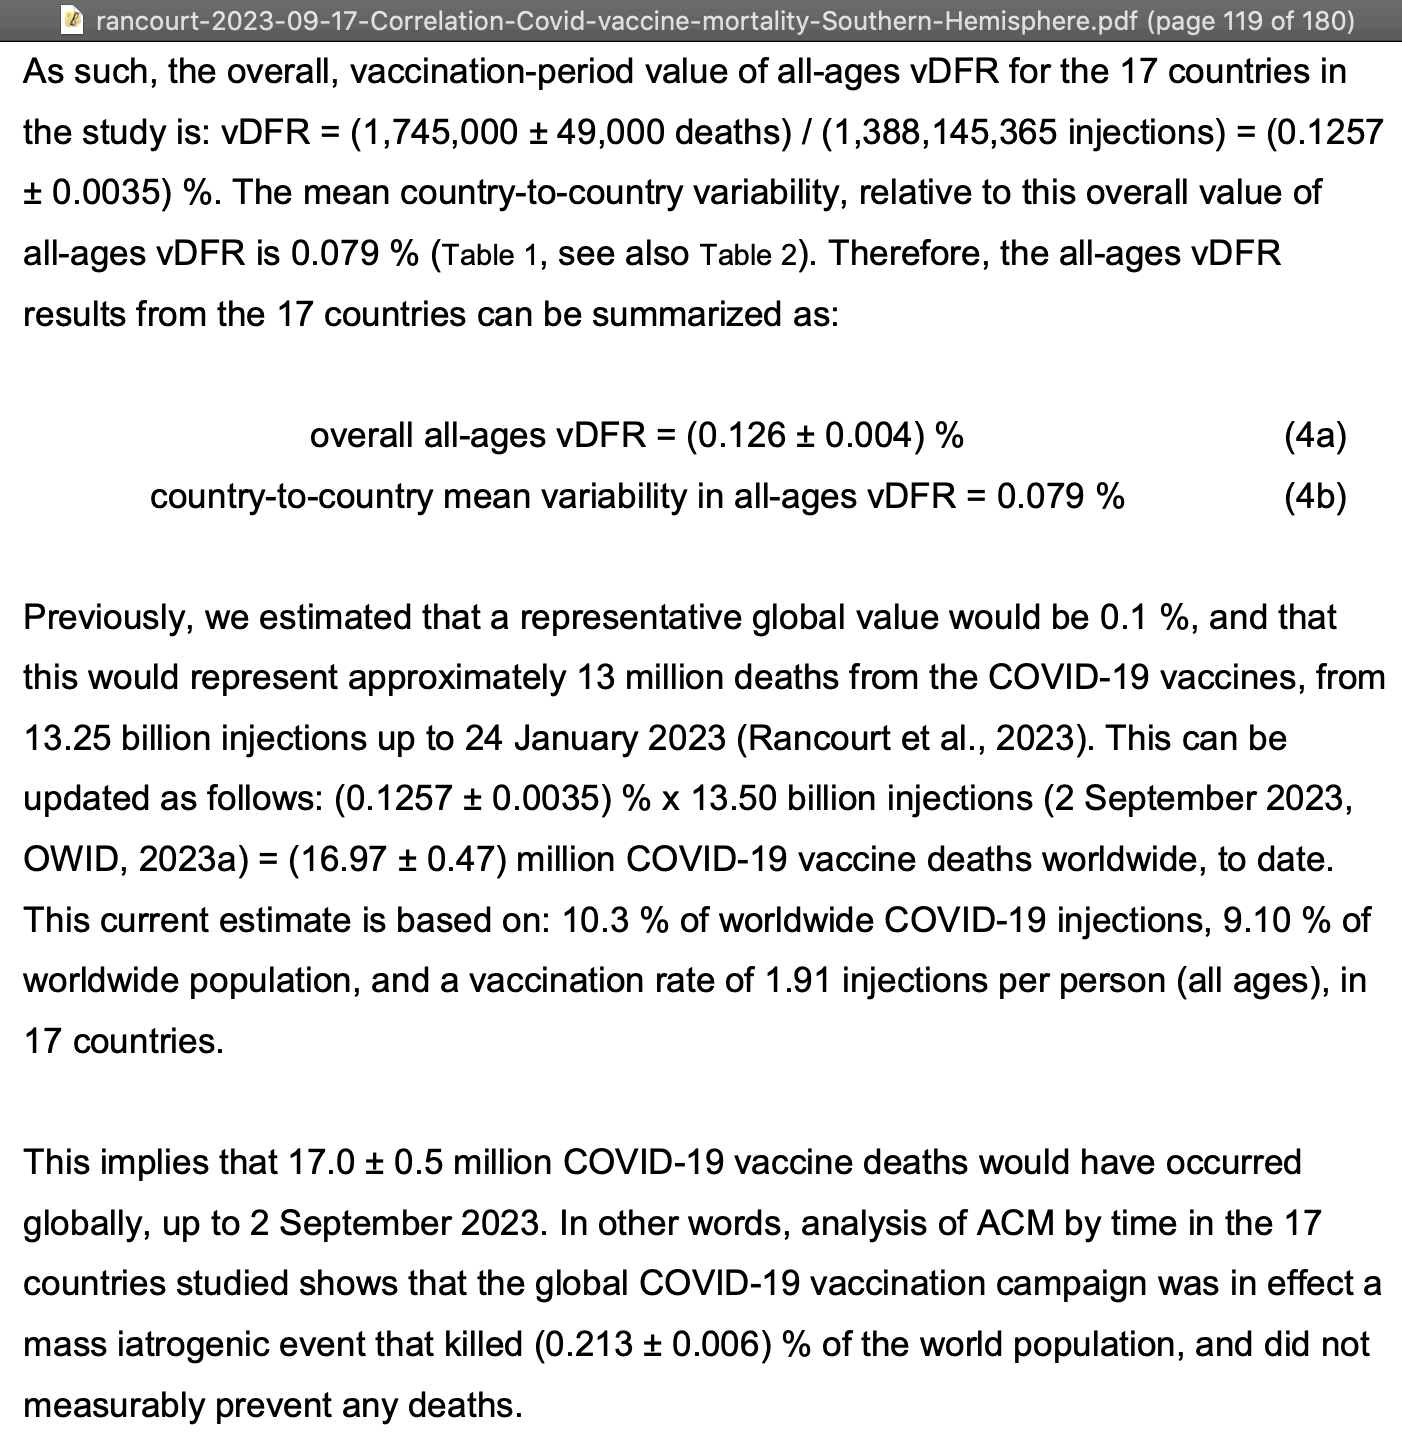 rancourt-2023-09-17-Correlation-Covid-vaccine-mortality-Southern-Hemisphere.pdf (page 119 of 180)
As such, the overall, vaccination-period value of all-ages vDFR for the 17 countries in
the study is: vDFR = (1,745,000 ± 49,000 deaths) / (1,388,145,365 injections) = (0.1257
± 0.0035) %. The mean country-to-country variability, relative to this overall value of
all-ages vDFR is 0.079 % (Table 1, see also Table 2). Therefore, the all-ages vDFR
results from the 17 countries can be summarized as:
overall all-ages vDFR = (0.126 ± 0.004) % (4a)
country-to-country mean variability in all-ages vDFR = 0.079 % (4b)
Previously, we estimated that a representative global value would be 0.1 %, and that
this would represent approximately 13 million deaths from the COVID-19 vaccines, from
13.25 billion injections up to 24 January 2023 (Rancourt et al., 2023). This can be
updated as follows: (0.1257 ± 0.0035) % x 13.50 billion injections (2 September 2023,
OWID, 2023a) = (16.97 ± 0.47) million COVID-19 vaccine deaths worldwide, to date.
This current estimate is based on: 10.3 % of worldwide COVID-19 injections, 9.10 % of
worldwide population, and a vaccination rate of 1.91 injections per person (all ages), in
17 countries.
This implies that 17.0 ± 0.5 million COVID-19 vaccine deaths would have occurred
globally, up to 2 September 2023. In other words, analysis of ACM by time in the 17
countries studied shows that the global COVID-19 vaccination campaign was in effect a
mass iatrogenic event that killed (0.213 ± 0.006) % of the world population, and did not
measurably prevent any deaths.